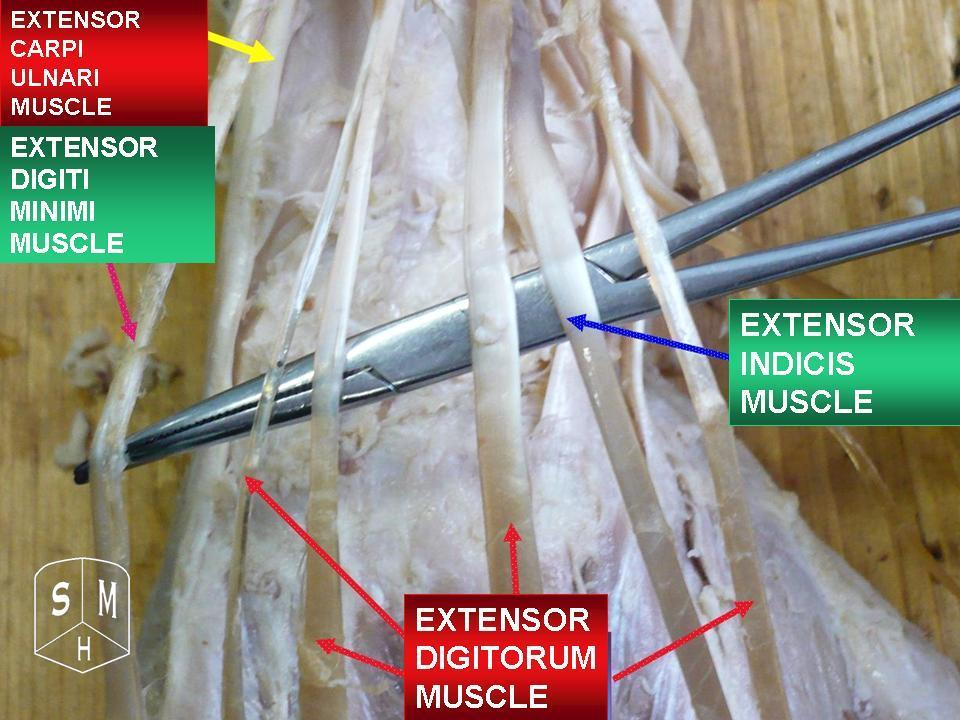 EXTENSOR
CARPI
ULNARI
MUSCLE
EXTENSOR
DIGITI
MINIMI
MUSCLE
EXTENSOR
INDICIS
MUSCLE
EXTENSOR
DIGITORUM
MUSCLE
S M
H